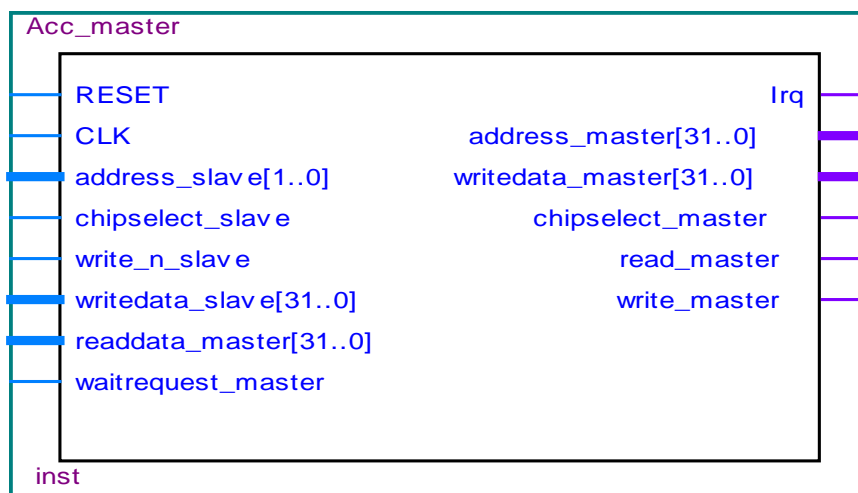 Acc_master
RESET Irq
CLK address_master[31..0]
address_slave[1..0] writedata_master[31..0]
chipselect_slave chipselect_master
write_n_slave read_master
writedata_slave[31..0] write_master
readdata_master[31..0]
waitrequest_master
inst